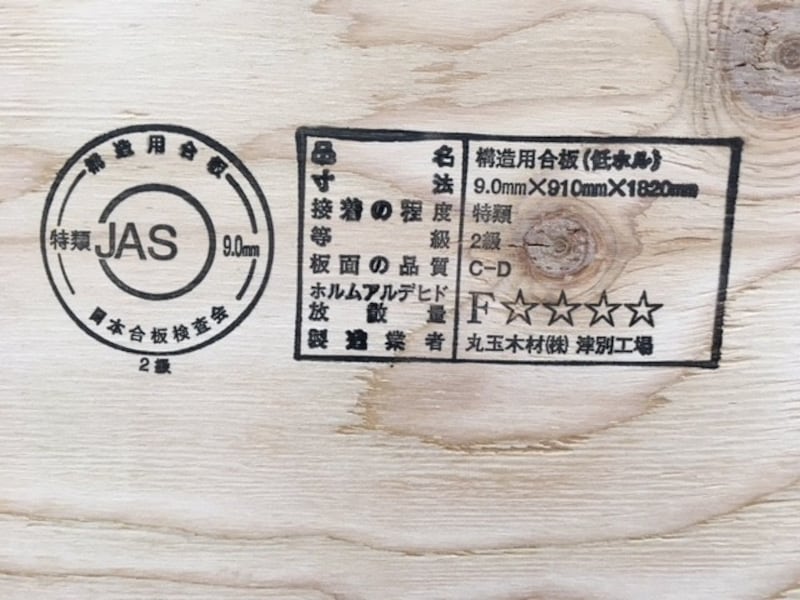 構造用合板
特類 JAS 9.0mm
日本合板検査会
2級
品名 構造用合板(低ホル)
寸法 9.0mm×910mm×1820mm
接着の程度 特類
等級 2級
板面の品質 C-D
ホルムアルデヒド
放散量 F☆☆☆☆
製造業者 丸玉木材(株) 津別工場